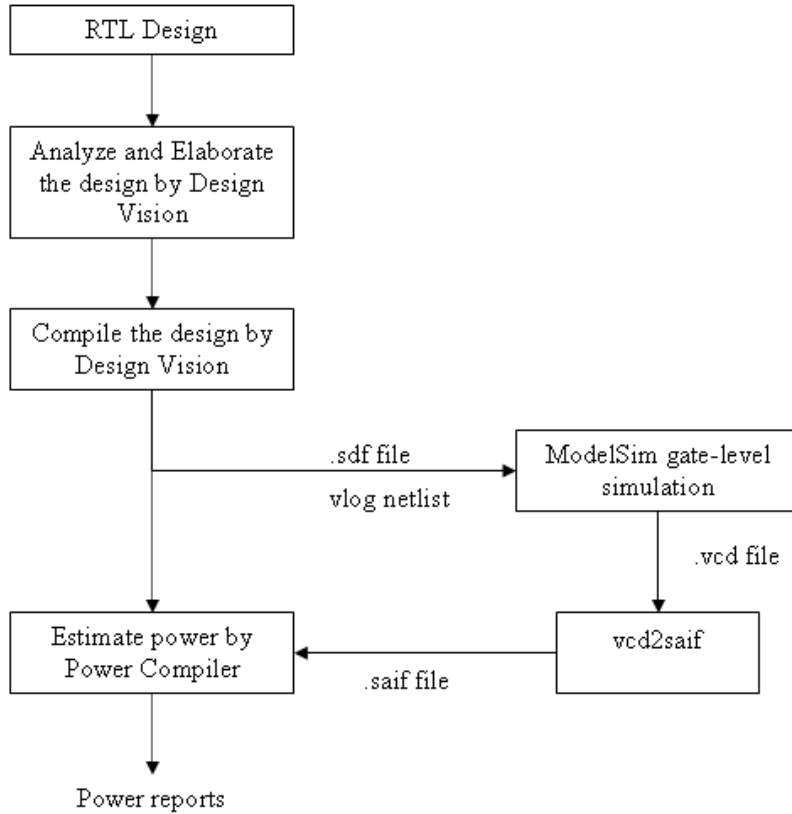 RTL Design
Analyze and Elaborate
the design by Design
Vision
Compile the design by
Design Vision
.sdf file
vlog netlist
ModelSim gate-level
simulation
.vcd file
vcd2saif
.saif file
Estimate power by
Power Compiler
Power reports